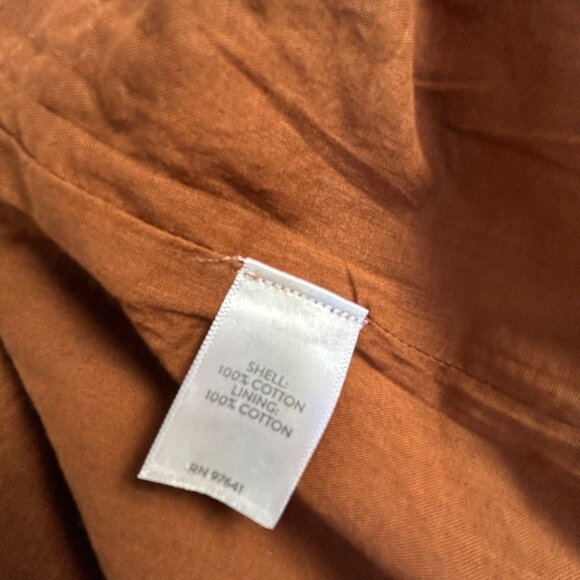 SHELL:
100% COTTON
LINING:
100% COTTON
RN 97641